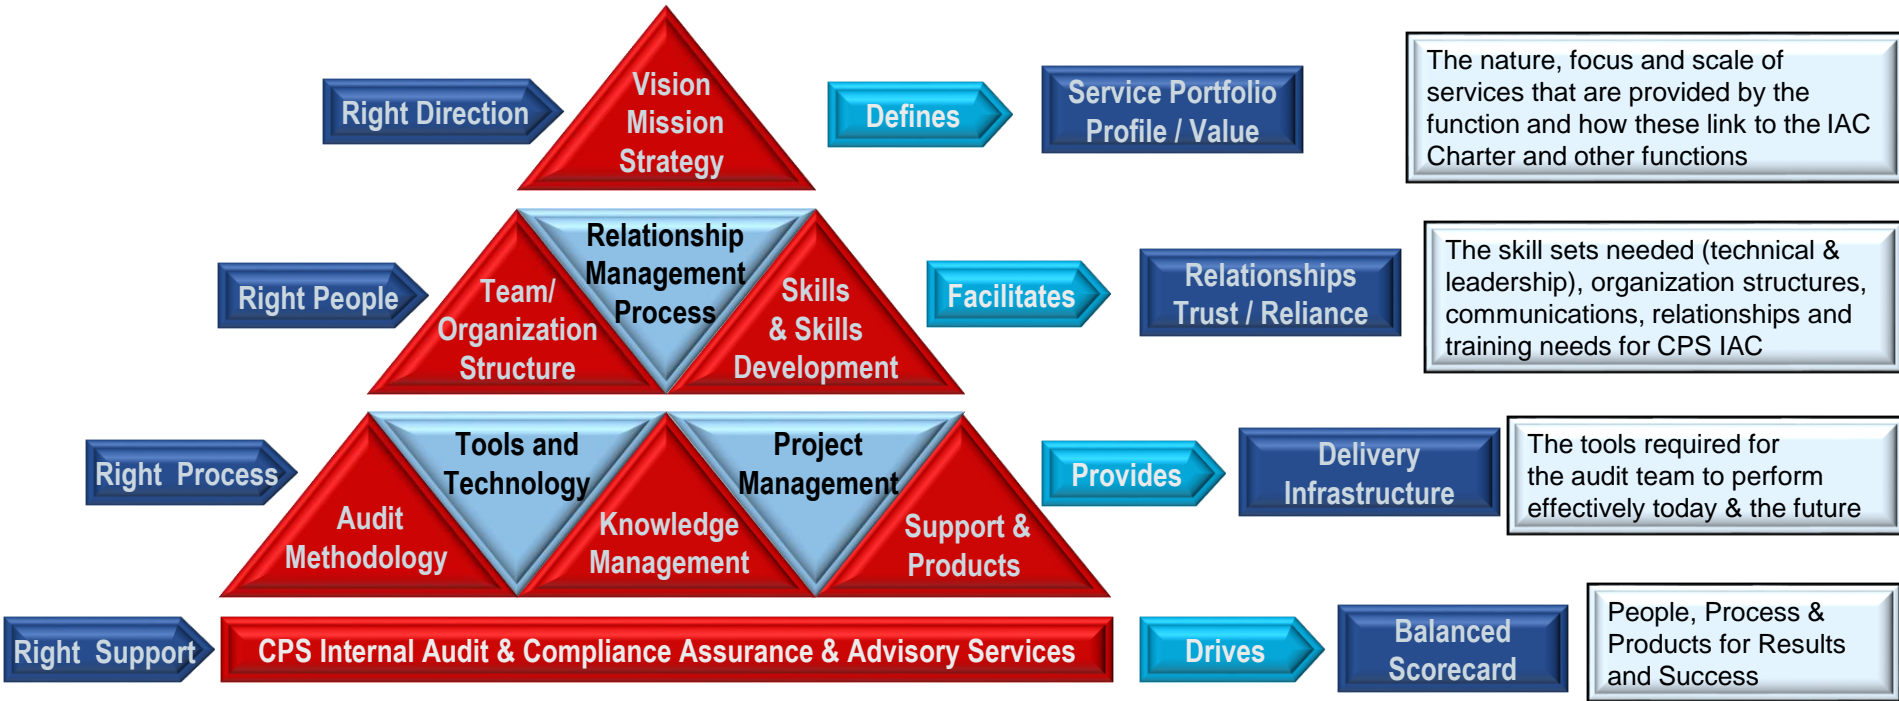 Right Direction
Vision
Mission
Strategy
Defines
Service Portfolio
Profile / Value
The nature, focus and scale of
services that are provided by the
function and how these link to the IAC
Charter and other functions
Right People
Team/
Organization
Structure
Relationship
Management
Process
Skills
& Skills
Development
Facilitates
Relationships
Trust / Reliance
The skill sets needed (technical &
leadership), organization structures,
communications, relationships and
training needs for CPS IAC
Right Process
Audit
Methodology
Tools and
Technology
Knowledge
Management
Project
Management
Support &
Products
Provides
Delivery
Infrastructure
The tools required for
the audit team to perform
effectively today & the future
Right Support
CPS Internal Audit & Compliance Assurance & Advisory Services
Drives
Balanced
Scorecard
People, Process &
Products for Results
and Success